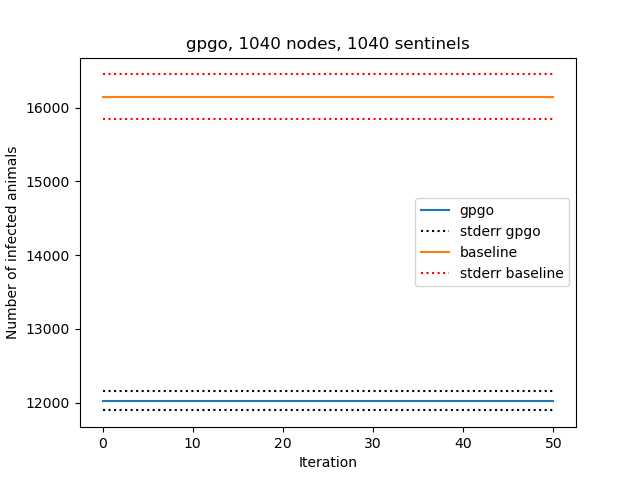 gpgo, 1040 nodes, 1040 sentinels
Number of infected animals
16000
15000
14000
13000
12000
gpgo
stderr gpgo
baseline
stderr baseline
0 10 20 30 40 50
Iteration